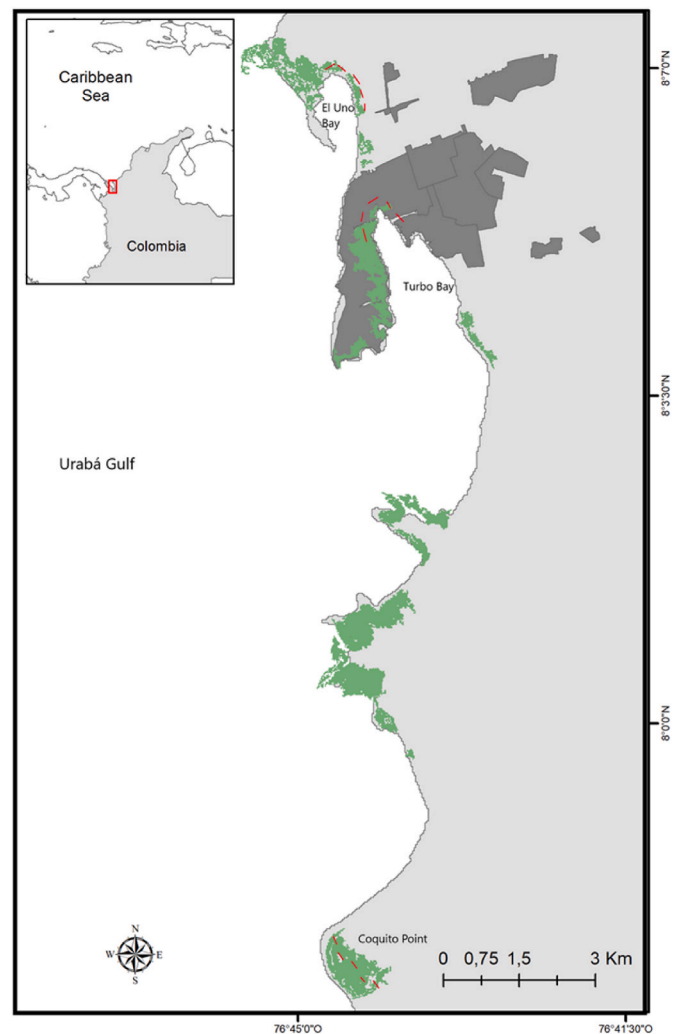 Caribbean
Sea
Colombia
El Uno
Bay
Turbo Bay
Urabá Gulf
Coquito Point
N
W
E
S
0 0,75 1,5 3 Km
8°7'0"N
8°3'30"N
8°0'0"N
76°45'0"O
76°41'30"O